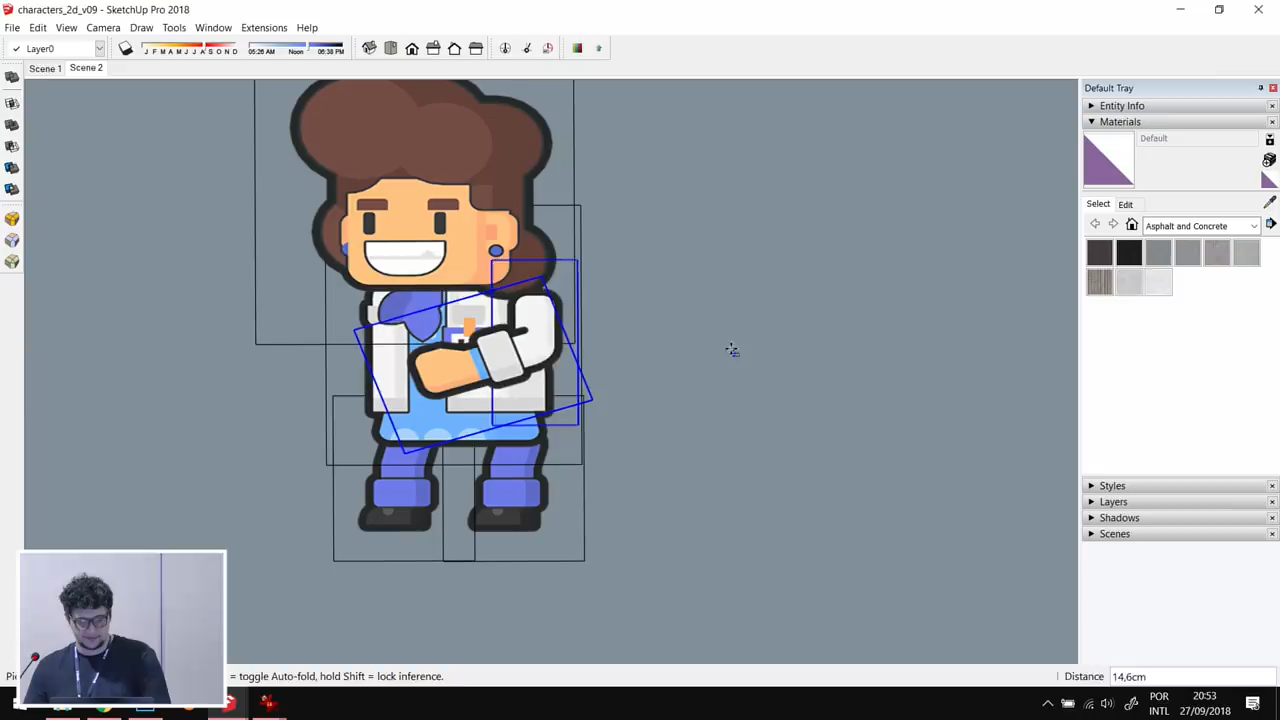 characters_2d_v09 - SketchUp Pro 2018
File Edit View Camera Draw Tools Window Extensions Help
Layer0
J F M A M J J A S O N D
05:26 AM Noon 06:38 PM
Scene 1 Scene 2
Default Tray
Entity Info
Materials
Default
Select Edit
Asphalt and Concrete
Styles
Layers
Shadows
Scenes
= toggle Auto-fold, hold Shift = lock inference.
Distance 14,6cm
POR
INTL
20:53
27/09/2018